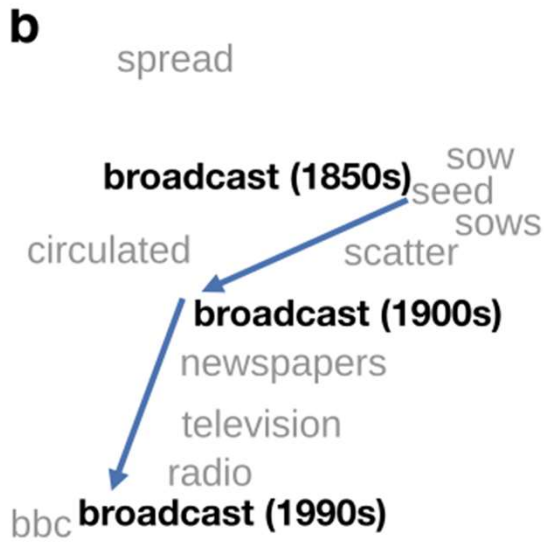 b
spread
sow
broadcast (1850s)
seed
sows
circulated
scatter
broadcast (1900s)
newspapers
television
radio
bbc
broadcast (1990s)